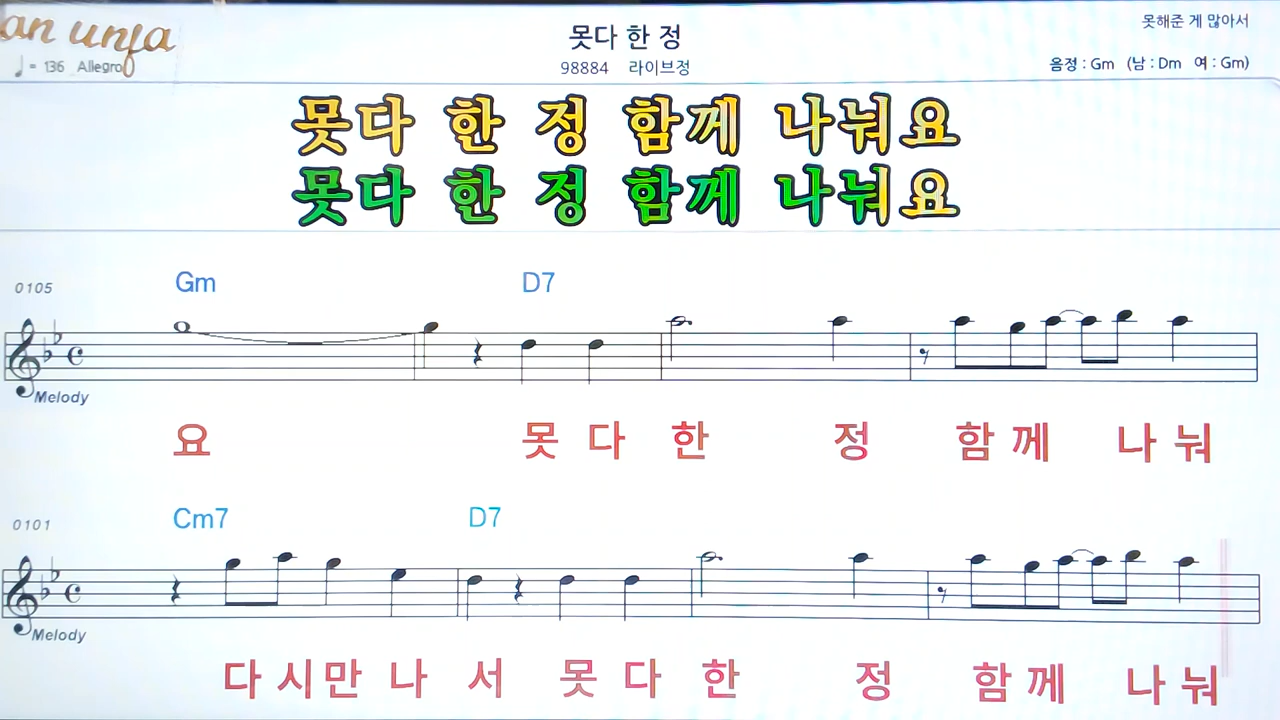 an unfa
못다 한 정
못해준 게 많아서
♩ = 136 Allegro
98884 라이브정
음정 : Gm (남 : Dm 여 : Gm)
못다 한 정 함께 나눠요
못다 한 정 함께 나눠요
Gm D7
0105
Melody
요 못 다 한 정 함 께 나 눠
Cm7 D7
0101
Melody
다 시 만 나 서 못 다 한 정 함 께 나 눠